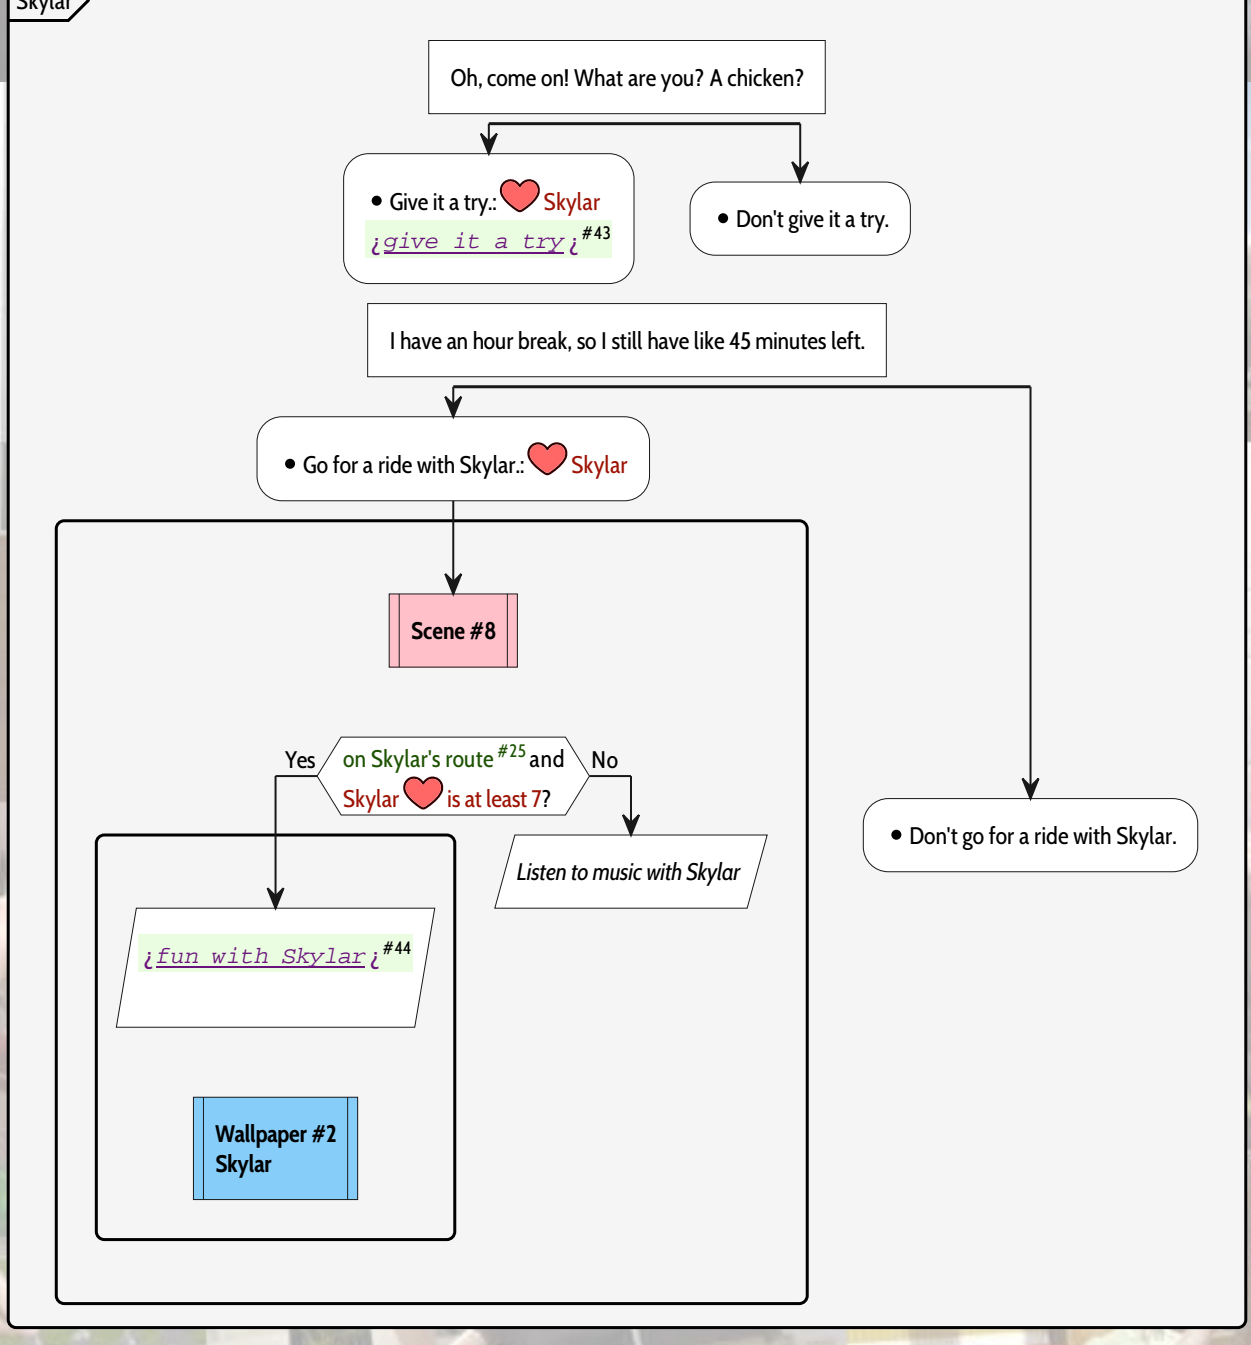 Skylar
Oh, come on! What are you? A chicken?
• Give it a try.: Skylar
¿give it a try¿#43
• Don't give it a try.
I have an hour break, so I still have like 45 minutes left.
• Go for a ride with Skylar.: Skylar
Scene #8
Yes
on Skylar's route #25 and
Skylar is at least 7?
No
Listen to music with Skylar
• Don't go for a ride with Skylar.
¿fun with Skylar¿#44
Wallpaper #2
Skylar